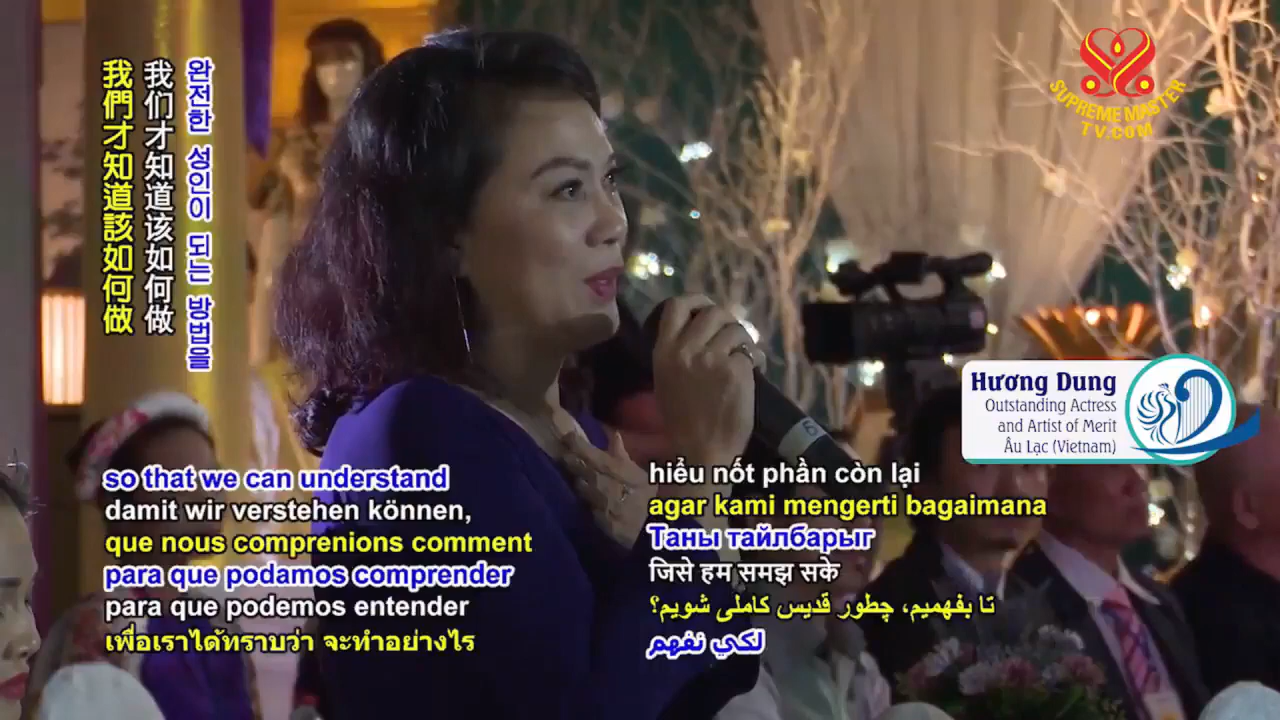 SUPREME MASTER
TV.COM
我們才知道該如何做
我们才知道该如何做
완전한 성인이 되는 방법을
Hương Dung
Outstanding Actress
and Artist of Merit
Âu Lạc (Vietnam)
so that we can understand
damit wir verstehen können,
que nous comprenions comment
para que podamos comprender
para que podemos entender
เพื่อเราได้ทราบว่า จะทำอย่างไร
hiểu nốt phần còn lại
agar kami mengerti bagaimana
Таны тайлбарыг
जिसे हम समझ सके
تا بفهمیم، چطور قدیس کاملی شویم؟
لكي نفهم
6